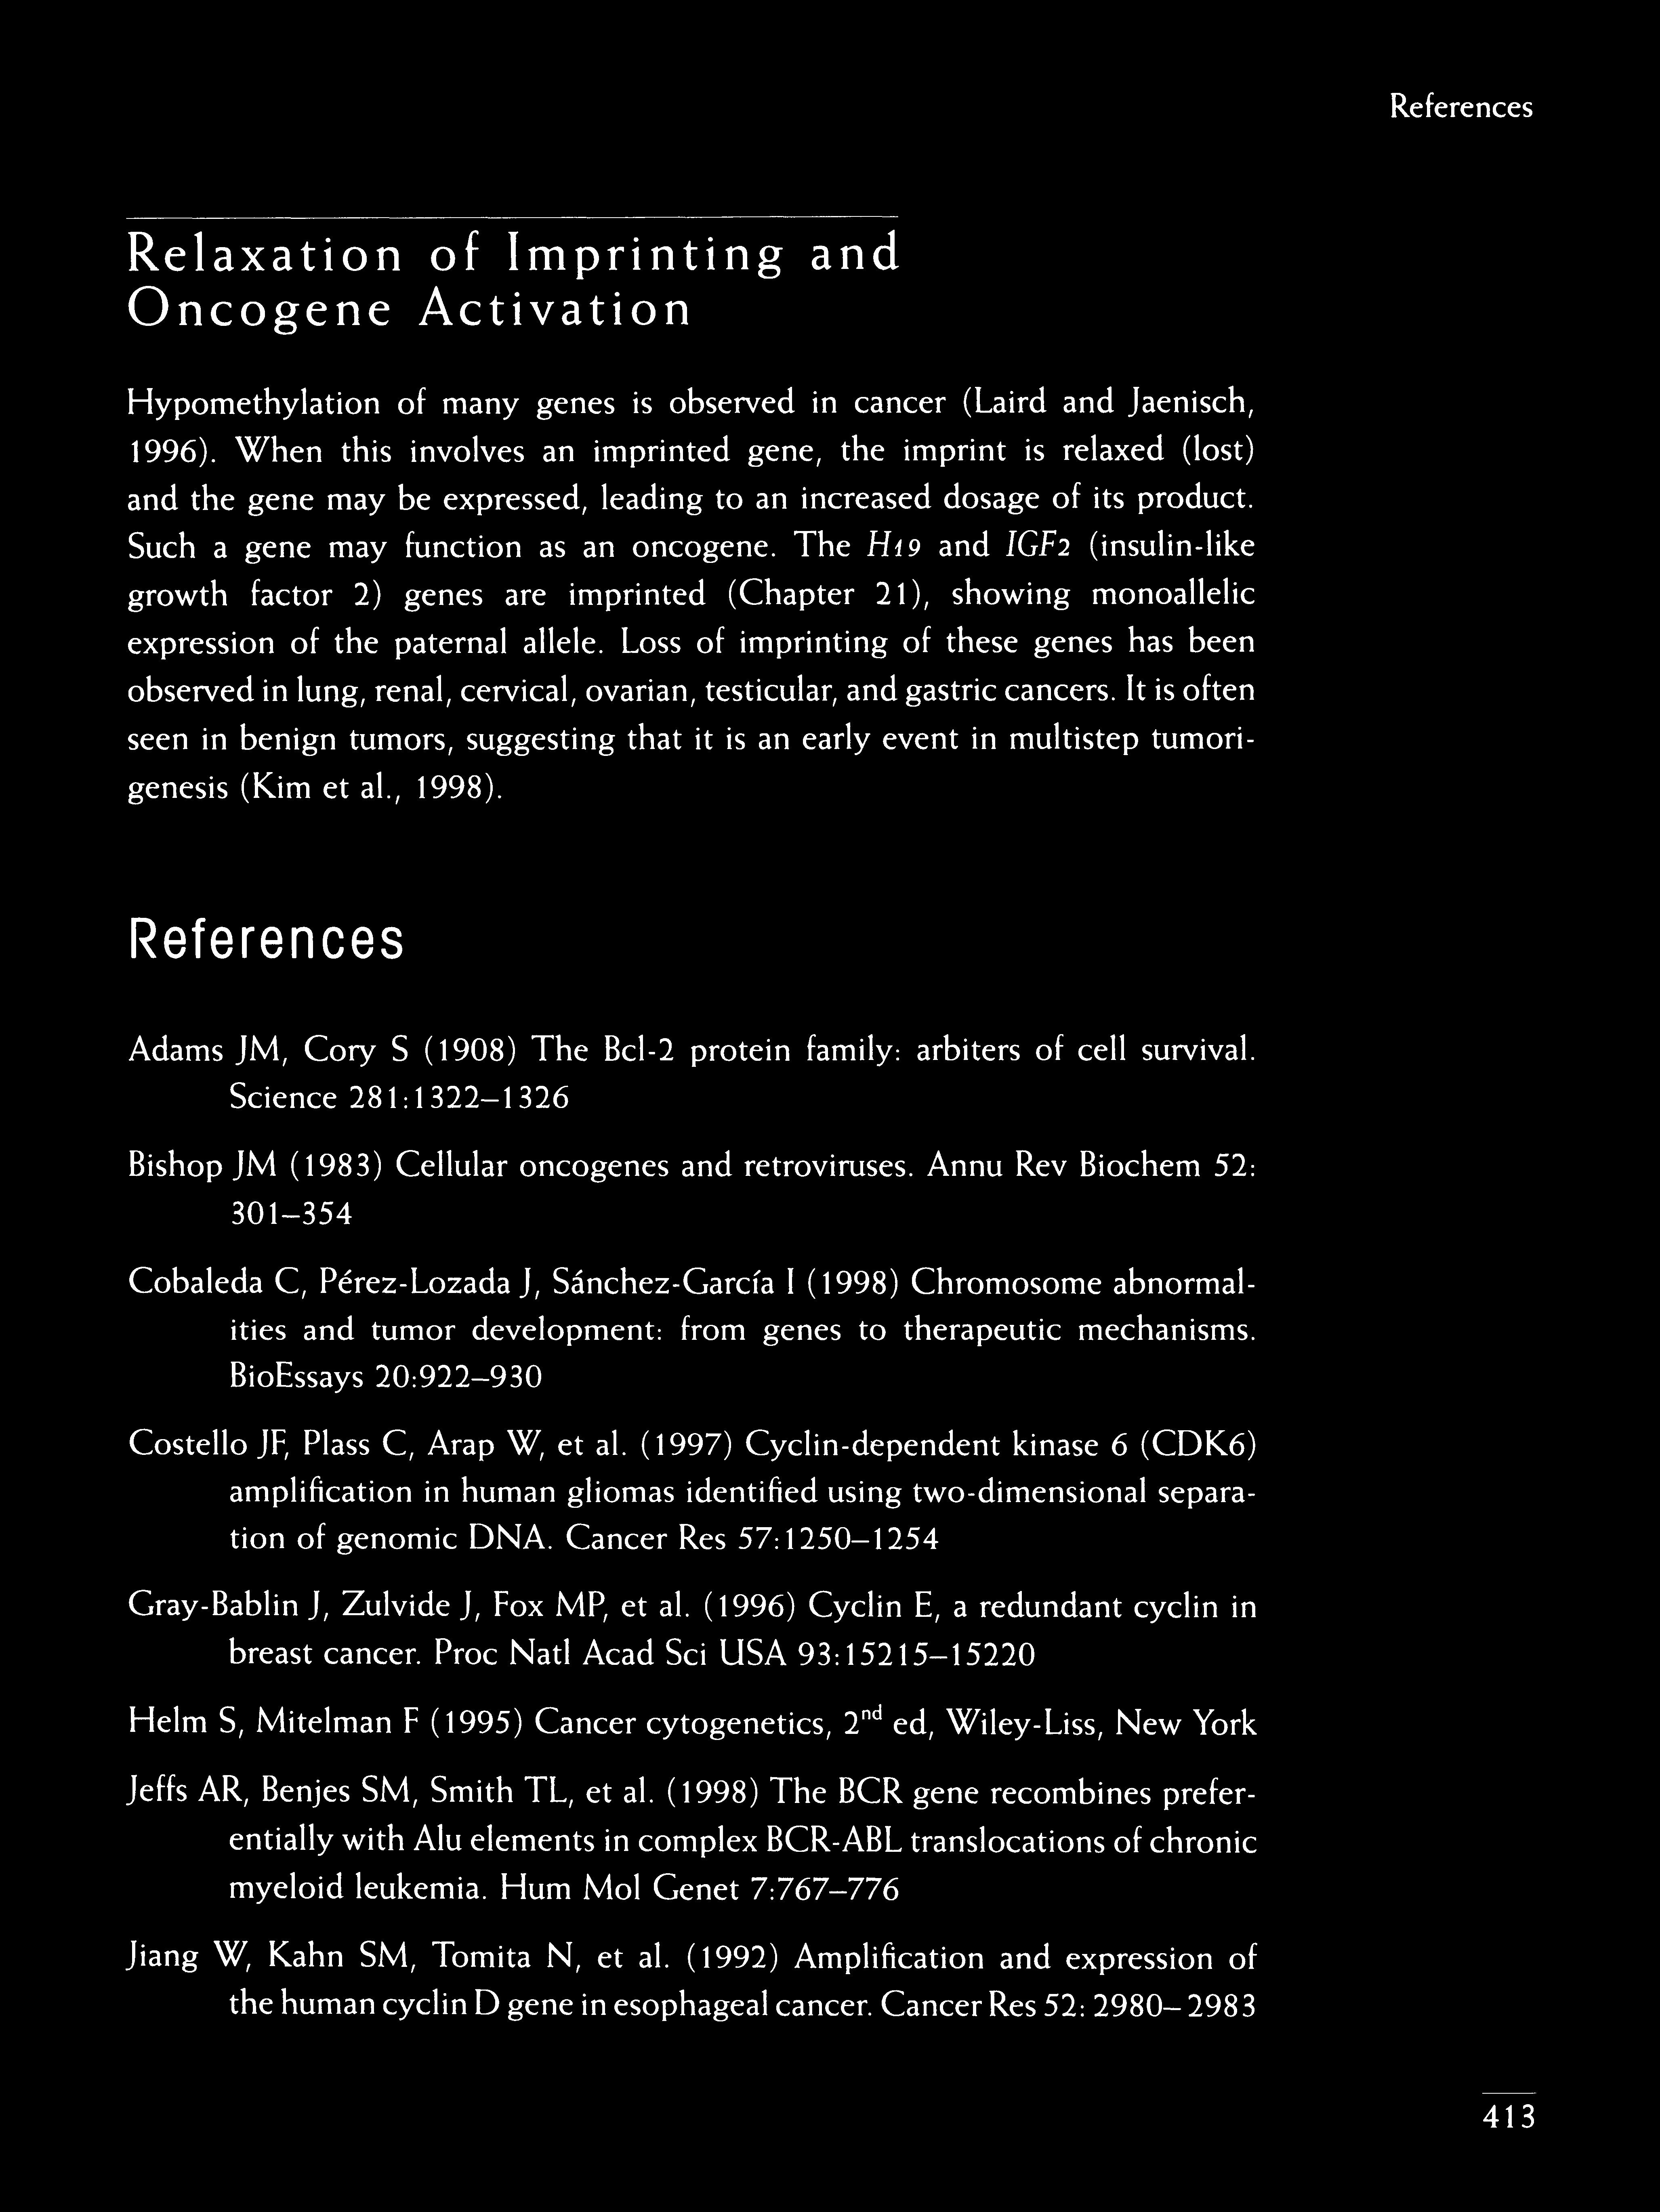 References
Relaxation of Imprinting and
Oncogene Activation
Hypomethylation of many genes is observed in cancer (Laird and Jaenisch,
1996). When this involves an imprinted gene, the imprint is relaxed (lost)
and the gene may be expressed, leading to an increased dosage of its product.
Such a gene may function as an oncogene. The H19 and IGF2 (insulin-like
growth factor 2) genes are imprinted (Chapter 21), showing monoallelic
expression of the paternal allele. Loss of imprinting of these genes has been
observed in lung, renal, cervical, ovarian, testicular, and gastric cancers. It is often
seen in benign tumors, suggesting that it is an early event in multistep tumori-
genesis (Kim et al., 1998).
References
Adams JM, Cory S (1908) The Bcl-2 protein family: arbiters of cell survival.
Science 281:1322–1326
Bishop JM (1983) Cellular oncogenes and retroviruses. Annu Rev Biochem 52:
301–354
Cobaleda C, Pérez-Lozada J, Sánchez-García I (1998) Chromosome abnormal-
ities and tumor development: from genes to therapeutic mechanisms.
BioEssays 20:922–930
Costello JF, Plass C, Arap W, et al. (1997) Cyclin-dependent kinase 6 (CDK6)
amplification in human gliomas identified using two-dimensional separa-
tion of genomic DNA. Cancer Res 57:1250–1254
Gray-Bablin J, Zulvide J, Fox MP, et al. (1996) Cyclin E, a redundant cyclin in
breast cancer. Proc Natl Acad Sci USA 93:15215–15220
Helm S, Mitelman F (1995) Cancer cytogenetics, 2nd ed, Wiley-Liss, New York
Jeffs AR, Benjes SM, Smith TL, et al. (1998) The BCR gene recombines prefer-
entially with Alu elements in complex BCR-ABL translocations of chronic
myeloid leukemia. Hum Mol Genet 7:767–776
Jiang W, Kahn SM, Tomita N, et al. (1992) Amplification and expression of
the human cyclin D gene in esophageal cancer. Cancer Res 52: 2980–2983
413